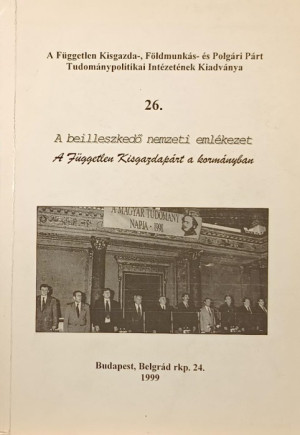 A Független Kisgazda-, Földmunkás- és Polgári Párt
Tudománypolitikai Intézetének Kiadványa
26.
A beilleszkedő nemzeti emlékezet
A Független Kisgazdapárt a kormányban
A MAGYAR TUDOMÁNY
NAPJA - 1991.
Budapest, Belgrád rkp. 24.
1999